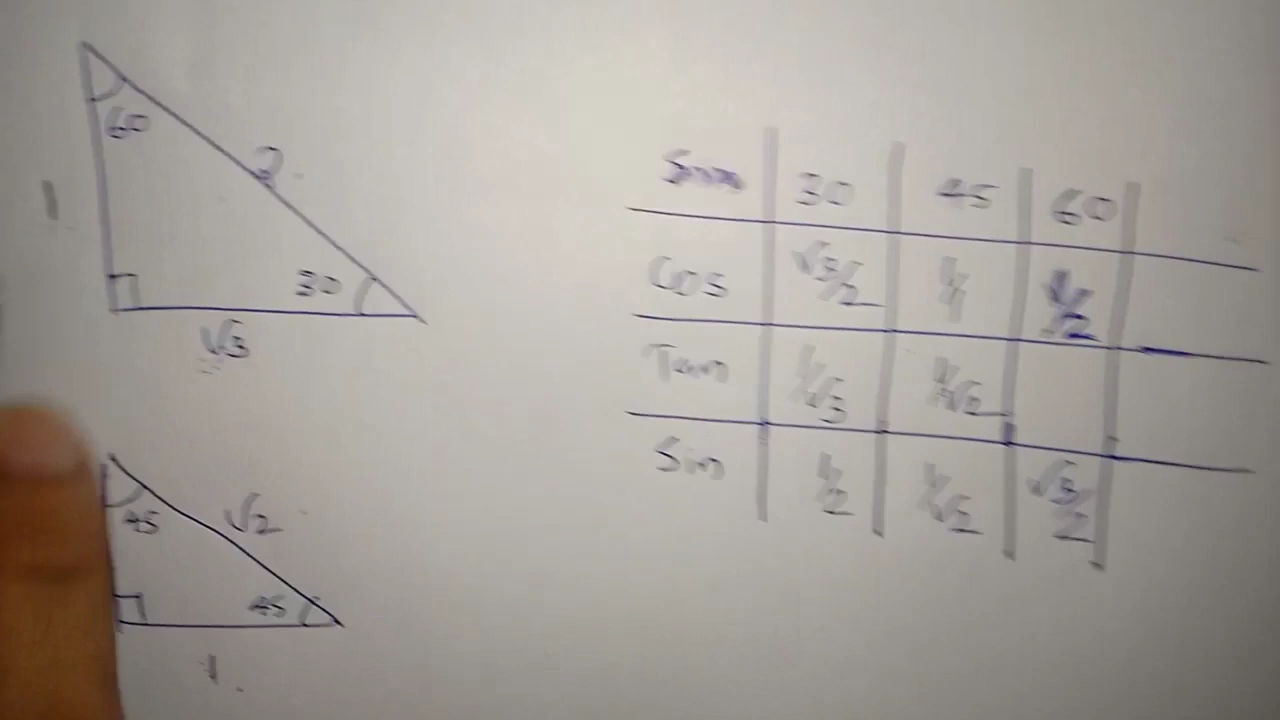 60
2
1
30
√3
45
√2
45
1
30 45 60
Cos √3/2 1/1 1/2
Tan 1/√3 1/√2
Sin 1/2 1/√2 √3/2